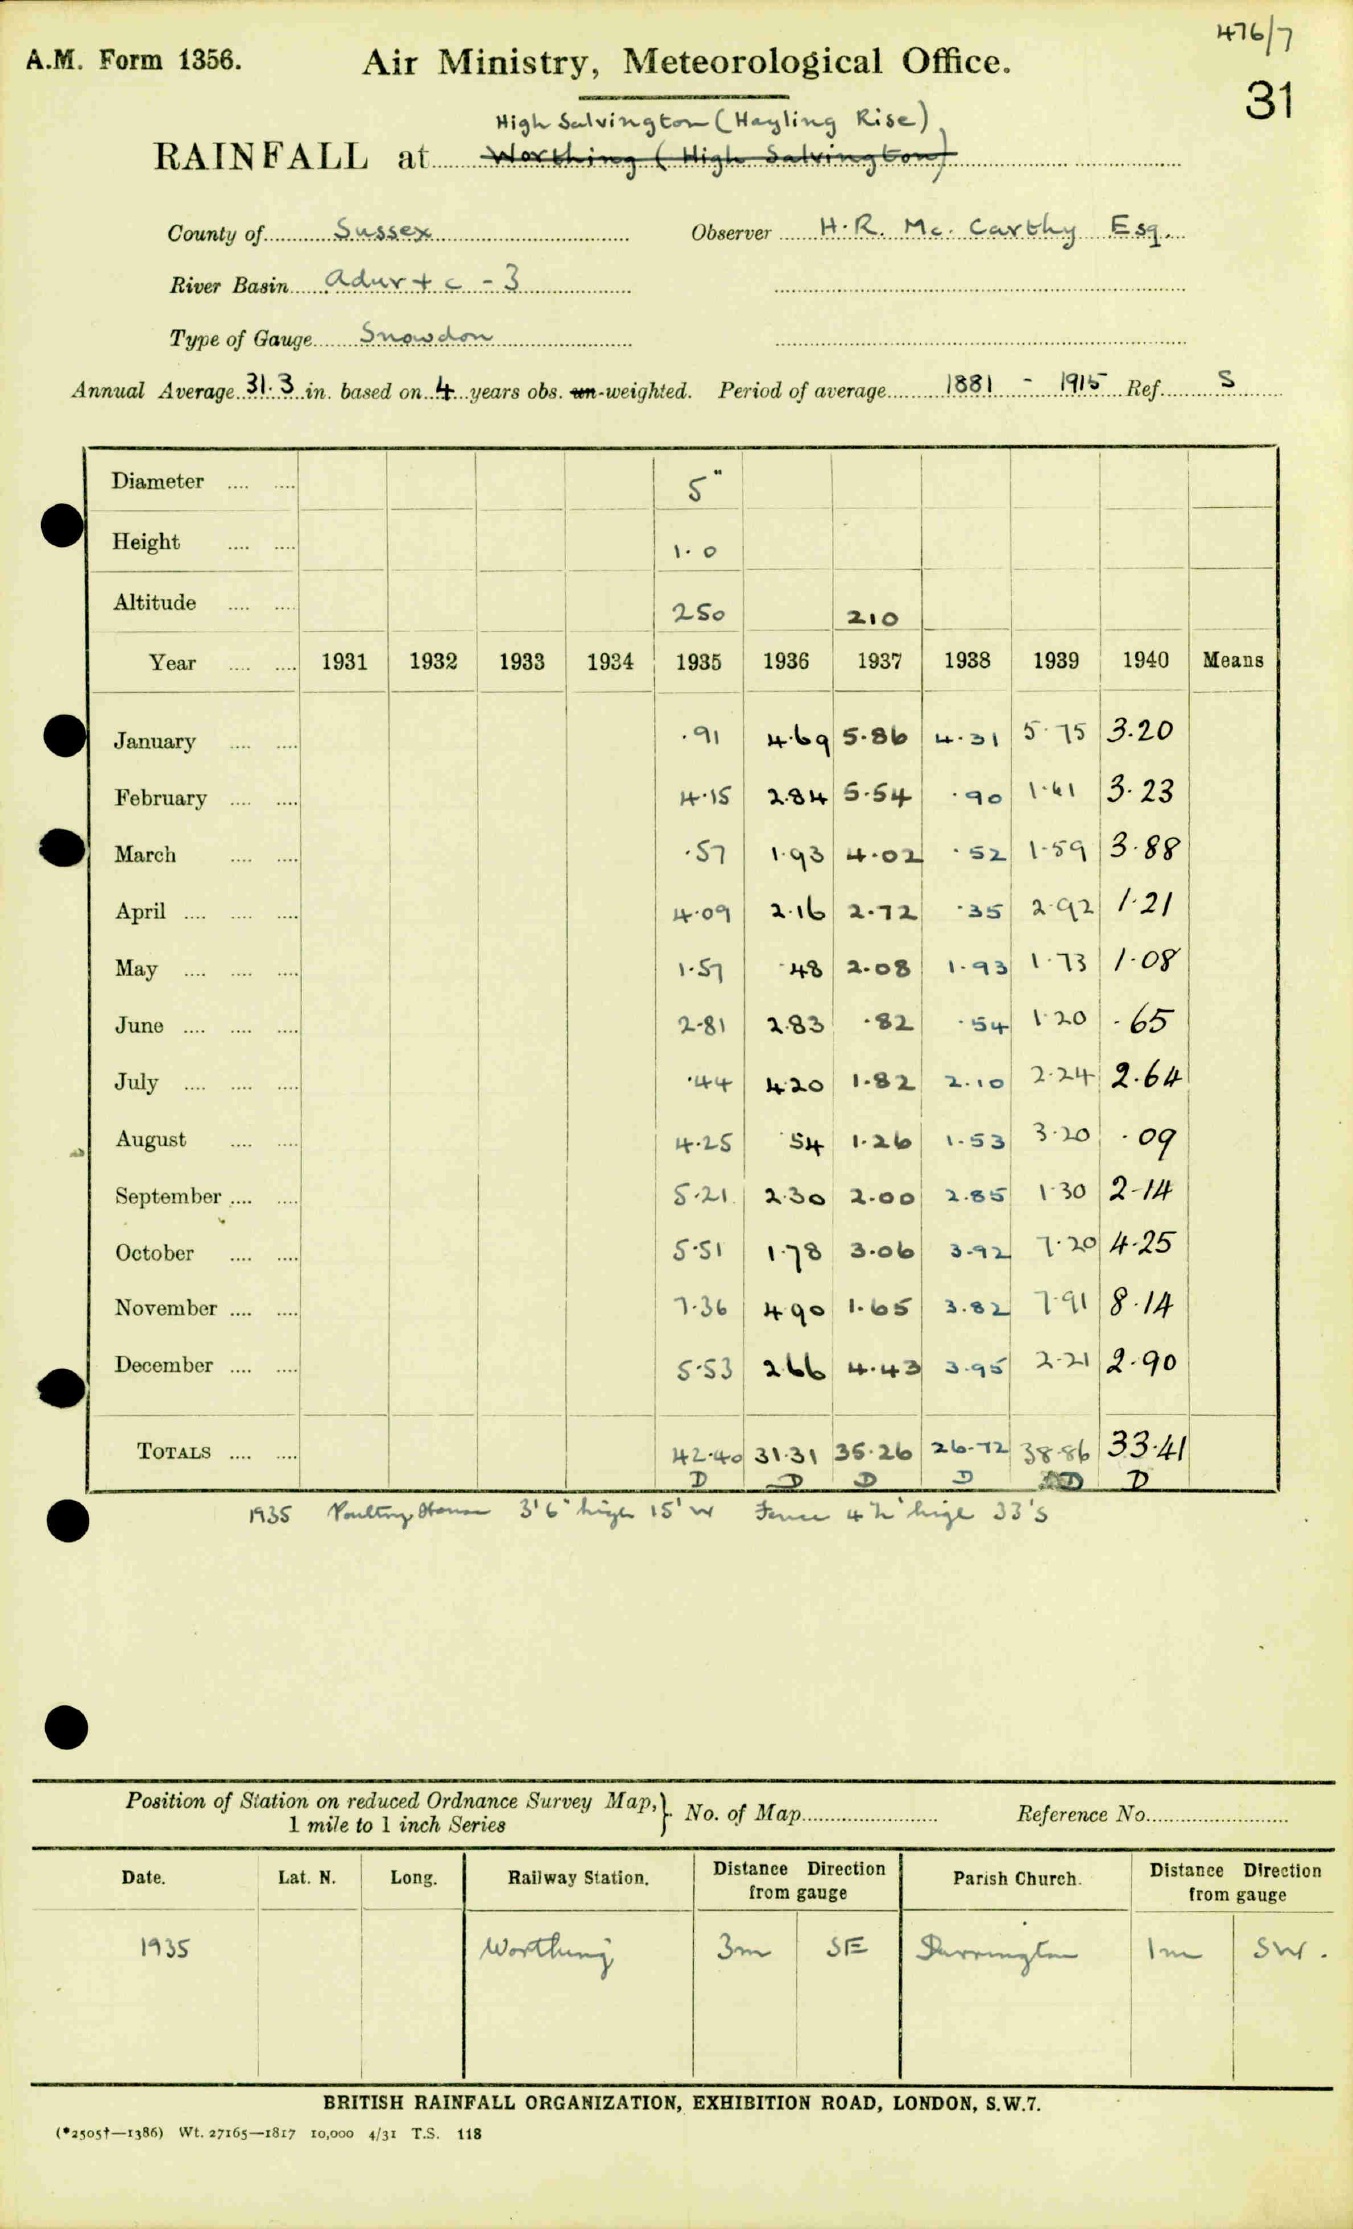 476/7
A.M. Form 1356. Air Ministry, Meteorological Office.
31
High Salvington (Hayling Rise)
RAINFALL at Worthing (High Salvington)
County of Sussex Observer H.R. Mc. Carthy Esq.
River Basin Adur + c - 3
Type of Gauge Snowdon
Annual Average 31.3 in. based on 4 years obs. un-weighted. Period of average 1881 - 1915 Ref. S
Diameter .... .... 5"
Height .... .... 1.0
Altitude .... .... 250 210
Year .... .... 1931 1932 1933 1934 1935 1936 1937 1938 1939 1940 Means
January .... .... .91 4.69 5.86 4.31 5.75 3.20
February .... .... 4.15 2.84 5.54 .90 1.61 3.23
March .... .... .57 1.93 4.02 .52 1.59 3.88
April .... .... .... 4.09 2.16 2.72 .35 2.92 1.21
May .... .... .... 1.57 .48 2.08 1.93 1.73 1.08
June .... .... .... 2.81 2.83 .82 .54 1.20 .65
July .... .... .... .44 4.20 1.82 2.10 2.24 2.64
August .... .... 4.25 .54 1.26 1.53 3.20 .09
September .... .... 5.21 2.30 2.00 2.85 1.30 2.14
October .... .... 5.51 1.78 3.06 3.92 7.20 4.25
November .... .... 7.36 4.90 1.65 3.82 7.91 8.14
December .... .... 5.53 2.66 4.43 3.95 2.21 2.90
TOTALS .... .... 42.40 31.31 35.26 26.72 38.86 33.41
D D D D D D
1935 Poultry House 3'6" high 15'W Fence 4½' high 33'S
Position of Station on reduced Ordnance Survey Map, } No. of Map Reference No.
1 mile to 1 inch Series
Date. Lat. N. Long. Railway Station. Distance Direction from gauge Parish Church. Distance Direction from gauge
1935 Worthing 3m SE Durrington 1m SW.
BRITISH RAINFALL ORGANIZATION, EXHIBITION ROAD, LONDON, S.W.7.
(*2505†—1386) Wt. 27165—1817 10,000 4/31 T.S. 118